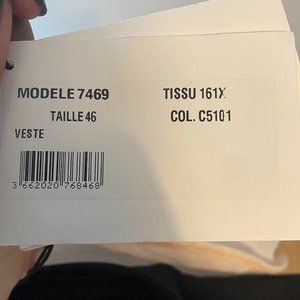 MODELE 7469 TISSU 161X
TAILLE 46 COL. C5101
VESTE
3 662020 768468